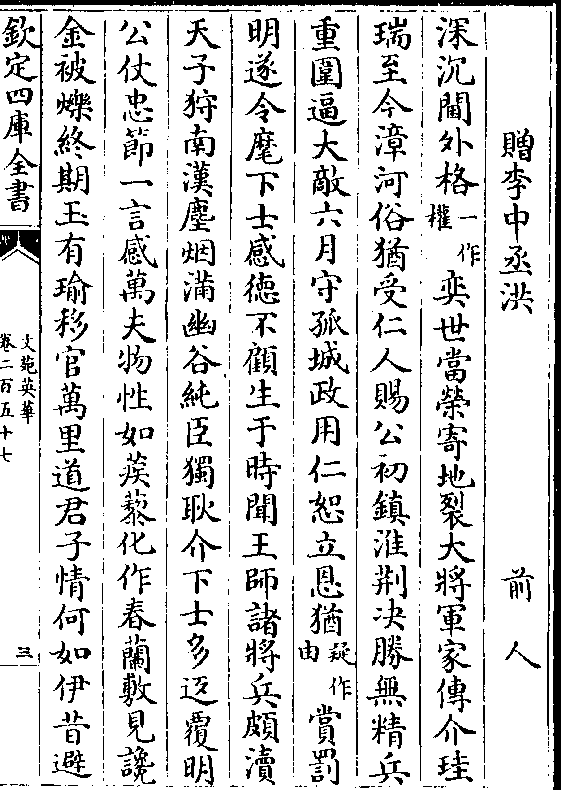 贈李中丞洪　前人
深沉閫外格一作權奕世當榮寄地裂大將軍家傳介珪
瑞至今漳河俗猶受仁人賜公初鎮淮荆决勝無精兵
重圍逼大敵六月守孤城政用仁恕立恩猶疑作由賞罰
明遂令麾下士感徳不顧生于時聞王師諸將兵頗瀆
天子狩南漢塵烟滿幽谷純臣獨耿介下士多迈覆明
公仗忠節一言感萬夫物性如蒺藜化作春蘭敷見讒
金被爍終期玉有瑜移官萬里道君子情何如伊昔避
欽定四庫全書
文苑英華
卷二百五十七
三